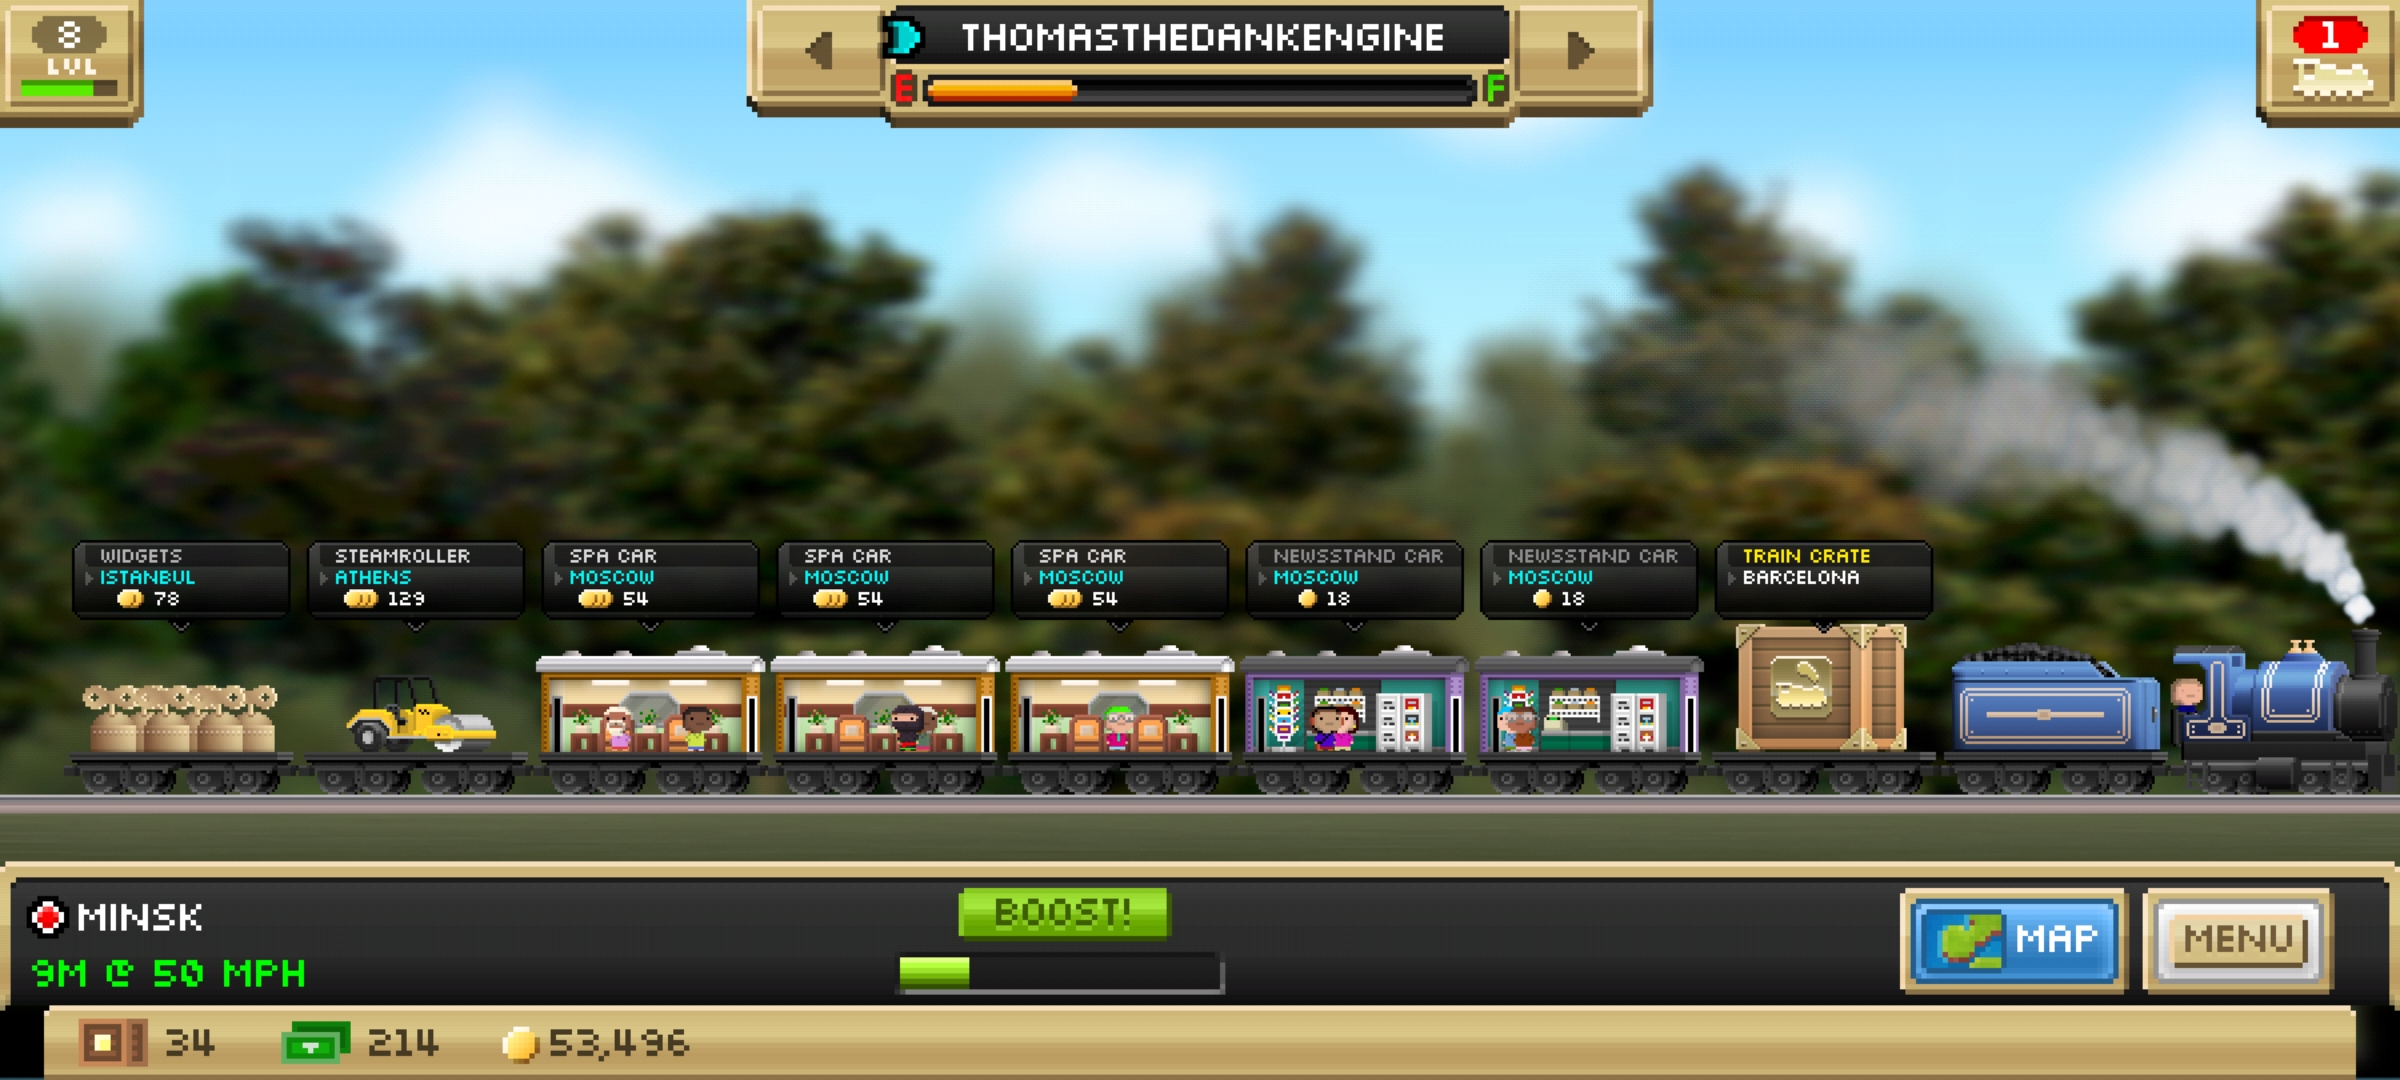 8
LVL
THOMASTHEDANKENGINE
E F
1
WIDGETS
ISTANBUL
78
STEAMROLLER
ATHENS
129
SPA CAR
MOSCOW
54
SPA CAR
MOSCOW
54
SPA CAR
MOSCOW
54
NEWSSTAND CAR
MOSCOW
18
NEWSSTAND CAR
MOSCOW
18
TRAIN CRATE
BARCELONA
MINSK
9M @ 50 MPH
BOOST!
MAP
MENU
34 214 53,496